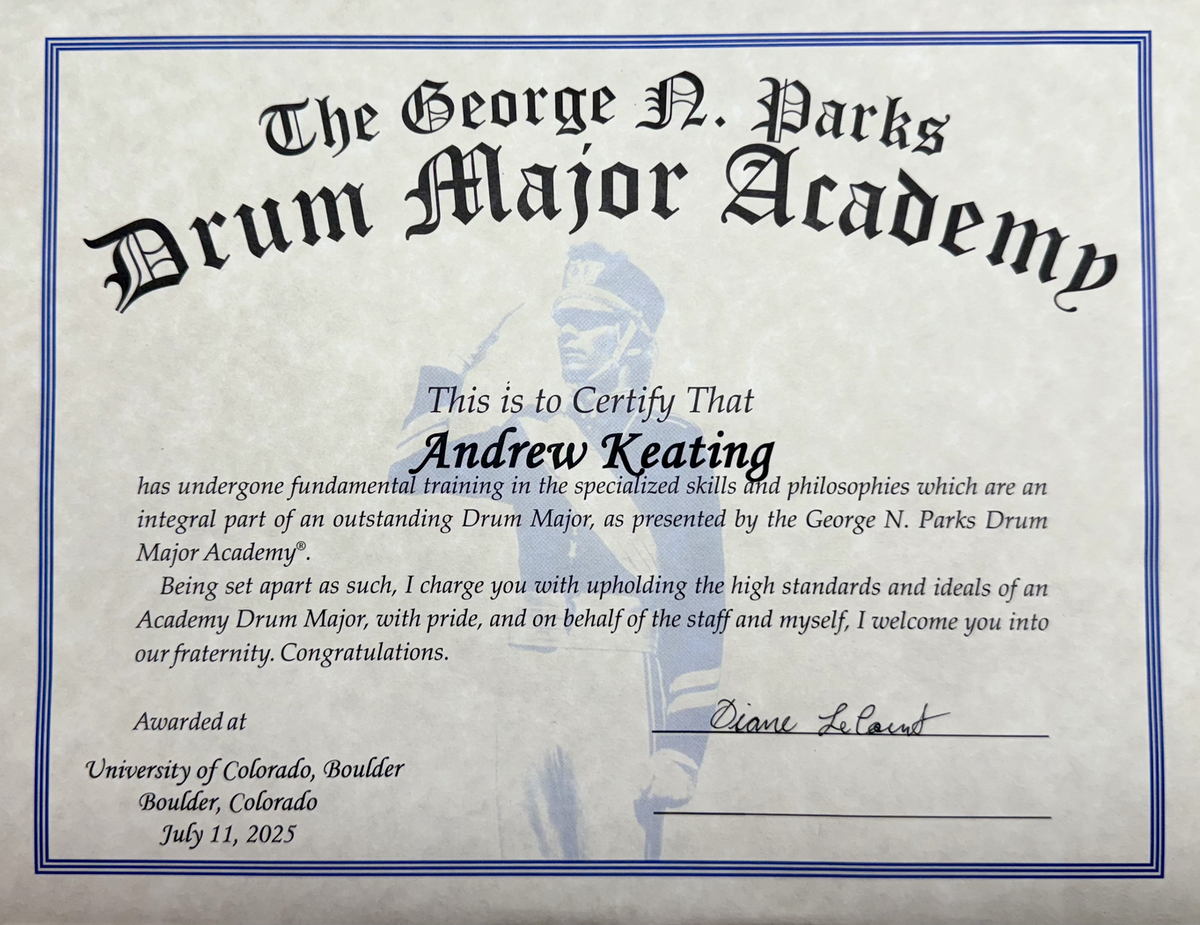 The George N. Parks
Drum Major Academy
This is to Certify That
Andrew Keating
has undergone fundamental training in the specialized skills and philosophies which are an
integral part of an outstanding Drum Major, as presented by the George N. Parks Drum
Major Academy®.
Being set apart as such, I charge you with upholding the high standards and ideals of an
Academy Drum Major, with pride, and on behalf of the staff and myself, I welcome you into
our fraternity. Congratulations.
Awarded at
Diane LeCount
University of Colorado, Boulder
Boulder, Colorado
July 11, 2025